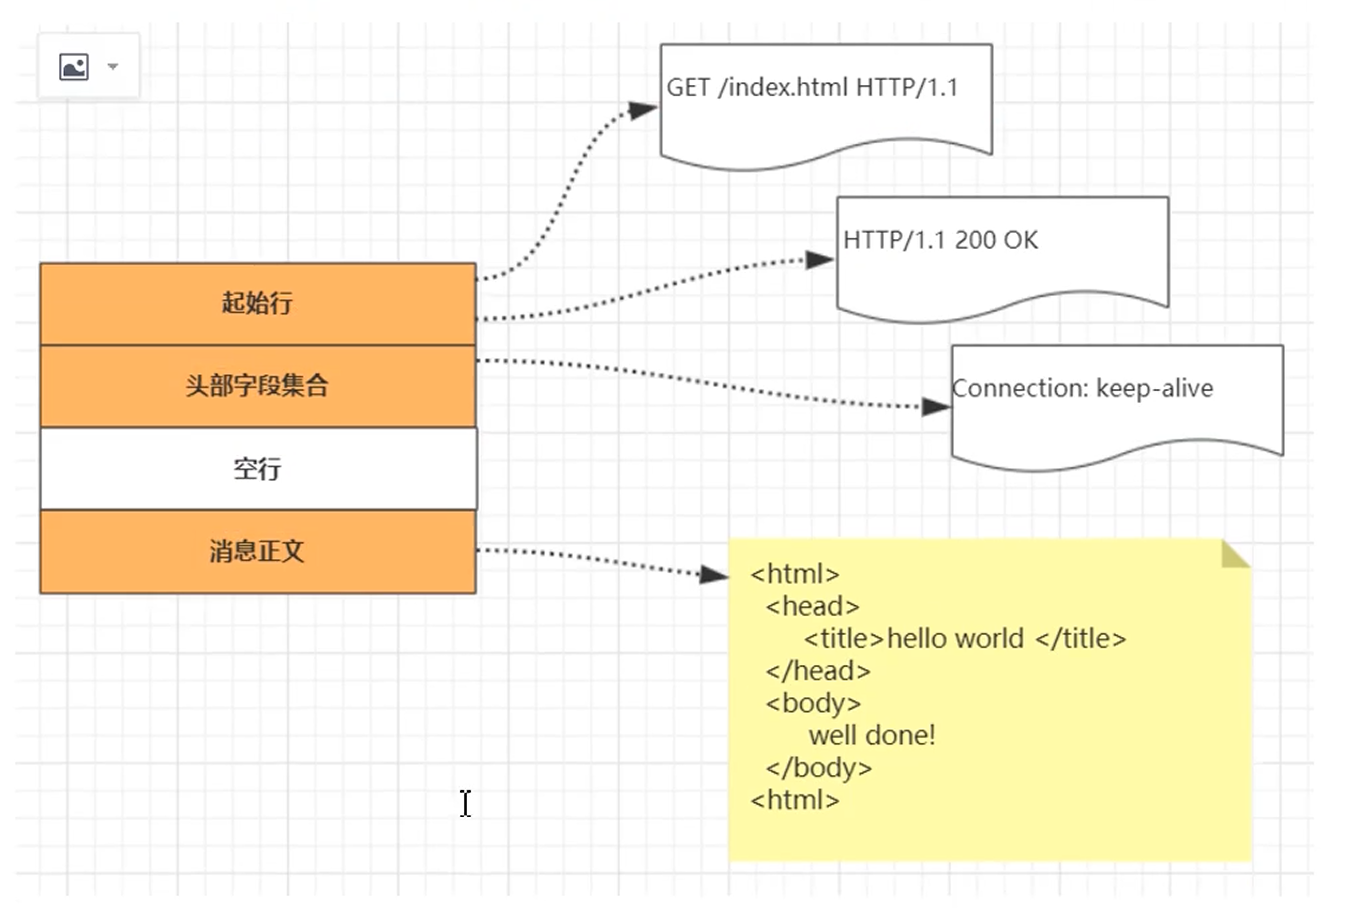 GET /index.html HTTP/1.1
HTTP/1.1 200 OK
起始行
头部字段集合
Connection: keep-alive
空行
消息正文
<html>
<head>
<title>hello world </title>
</head>
<body>
well done!
</body>
<html>